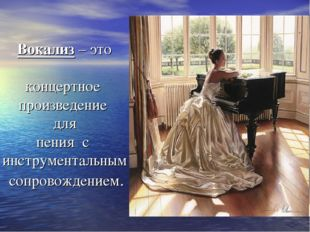 Вокализ – это
концертное
произведение
для
пения с
инструментальным
сопровождением.